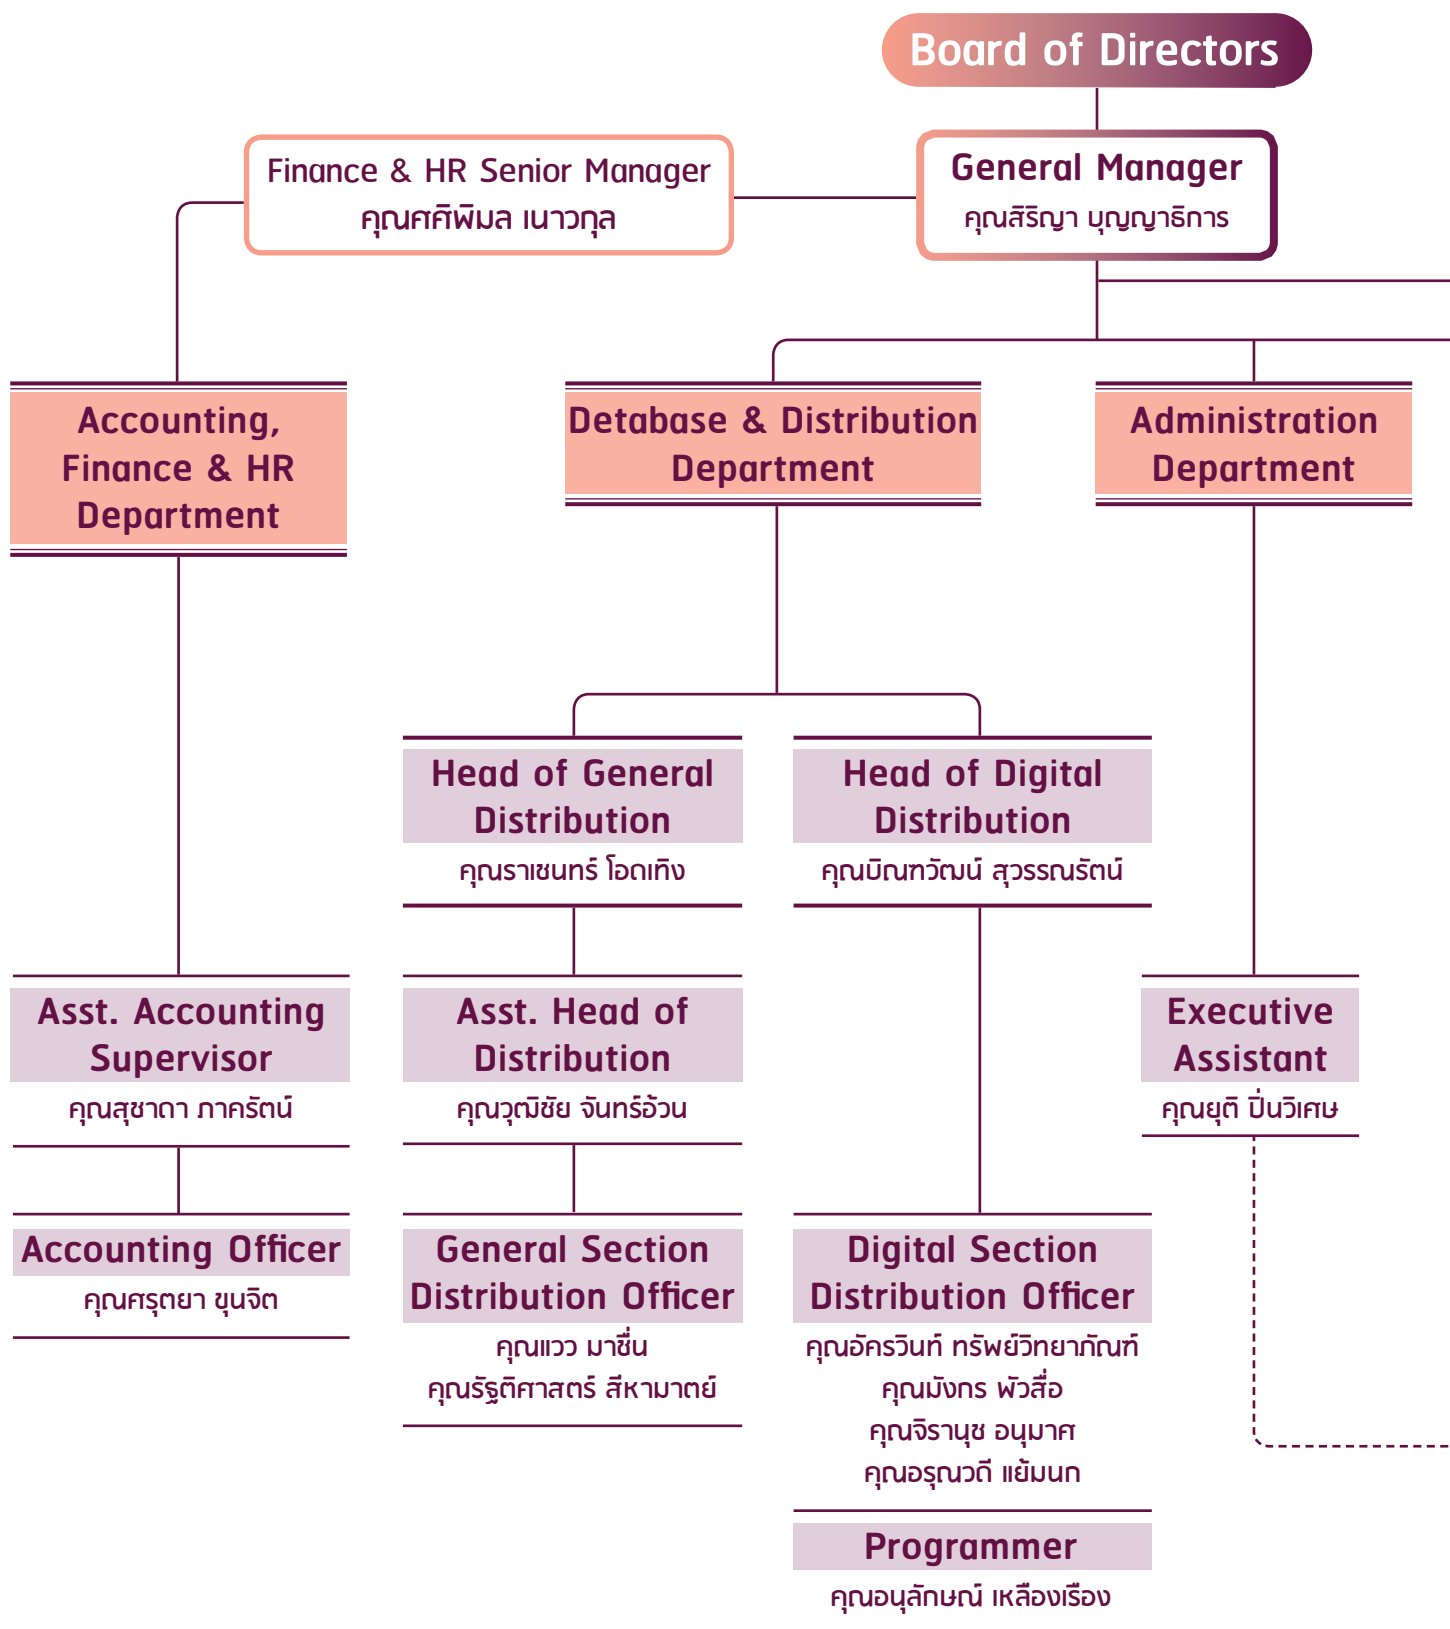 Board of Directors
Finance & HR Senior Manager
คุณศศิพิมล เนาวกุล
General Manager
คุณสิริญา บุญญาธิการ
Accounting,
Finance & HR
Department
Detabase & Distribution
Department
Administration
Department
Head of General
Distribution
คุณราเชนทร์ โอดเทิง
Head of Digital
Distribution
คุณบิณฑวัฒน์ สุวรรณรัตน์
Asst. Accounting
Supervisor
คุณสุชาดา ภาครัตน์
Asst. Head of
Distribution
คุณวุฒิชัย จันทร์อ้วน
Executive
Assistant
คุณยุติ ปิ่นวิเศษ
Accounting Officer
คุณศรุตยา ขุนจิต
General Section
Distribution Officer
คุณแวว มาชื่น
คุณรัฐติศาสตร์ สีหามาตย์
Digital Section
Distribution Officer
คุณอัครวินท์ ทรัพย์วิทยาภัณฑ์
คุณมังกร พัวสื่อ
คุณจิรานุช อนุมาศ
คุณอรุณวดี แย้มนก
Programmer
คุณอนุลักษณ์ เหลืองเรือง